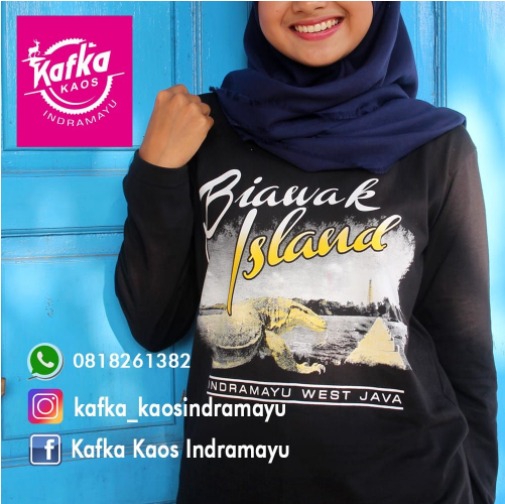 Kafka
KAOS
INDRAMAYU
Biawak
Island
INDRAMAYU WEST JAVA
0818261382
kafka_kaosindramayu
Kafka Kaos Indramayu